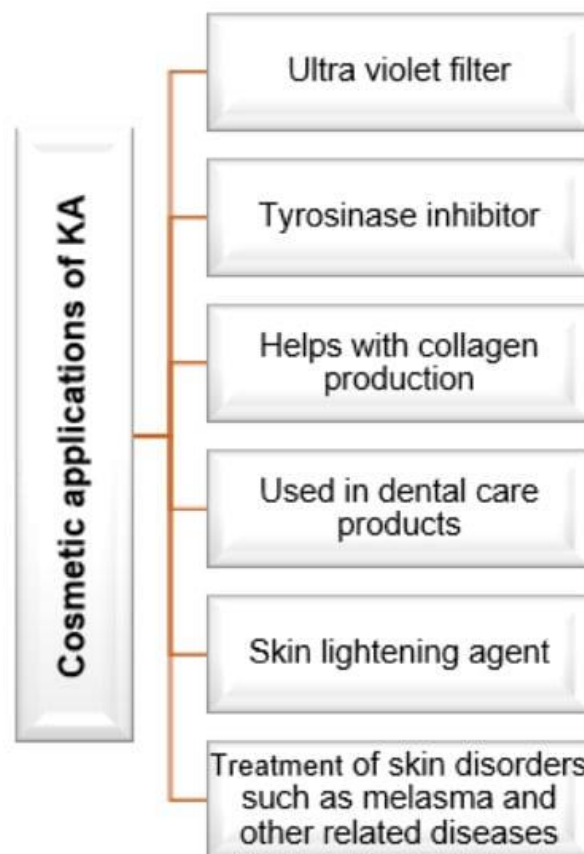 Cosmetic applications of KA
Ultra violet filter
Tyrosinase inhibitor
Helps with collagen
production
Used in dental care
products
Skin lightening agent
Treatment of skin disorders
such as melasma and
other related diseases